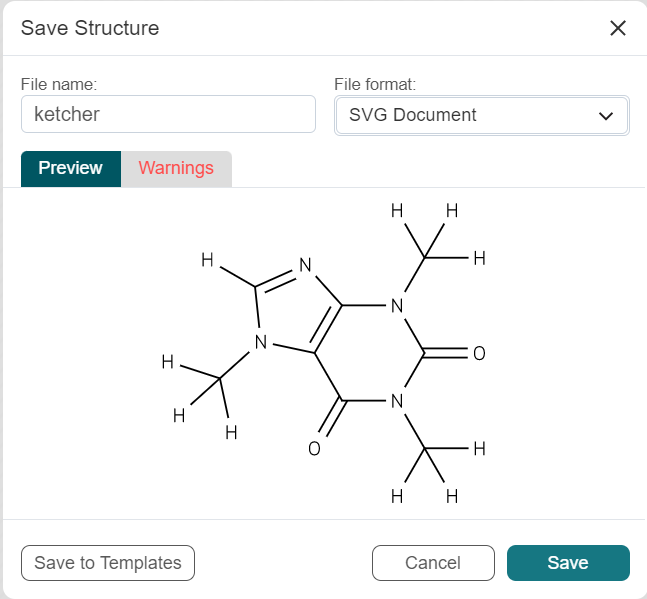 Save Structure
File name:
File format:
ketcher
SVG Document
Preview
Warnings
H H
H H
N
N
N O
H
N
H
H
O H
H H
Save to Templates
Cancel
Save